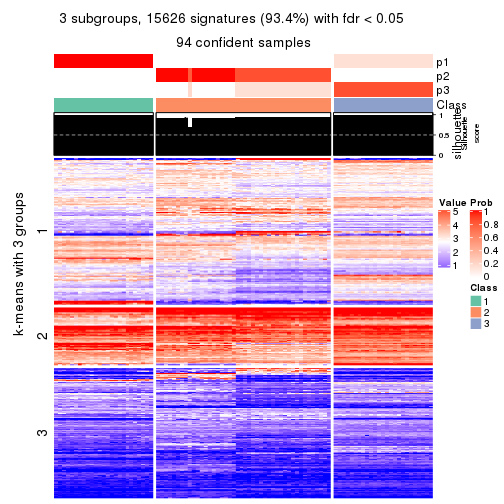 3 subgroups, 15626 signatures (93.4%) with fdr < 0.05
94 confident samples
p1
p2
p3
Class
silhouette
Silhouette
score
1
0.5
0
k-means with 3 groups
1
2
3
Value
5
4
3
2
1
Prob
1
0.8
0.6
0.4
0.2
0
Class
1
2
3